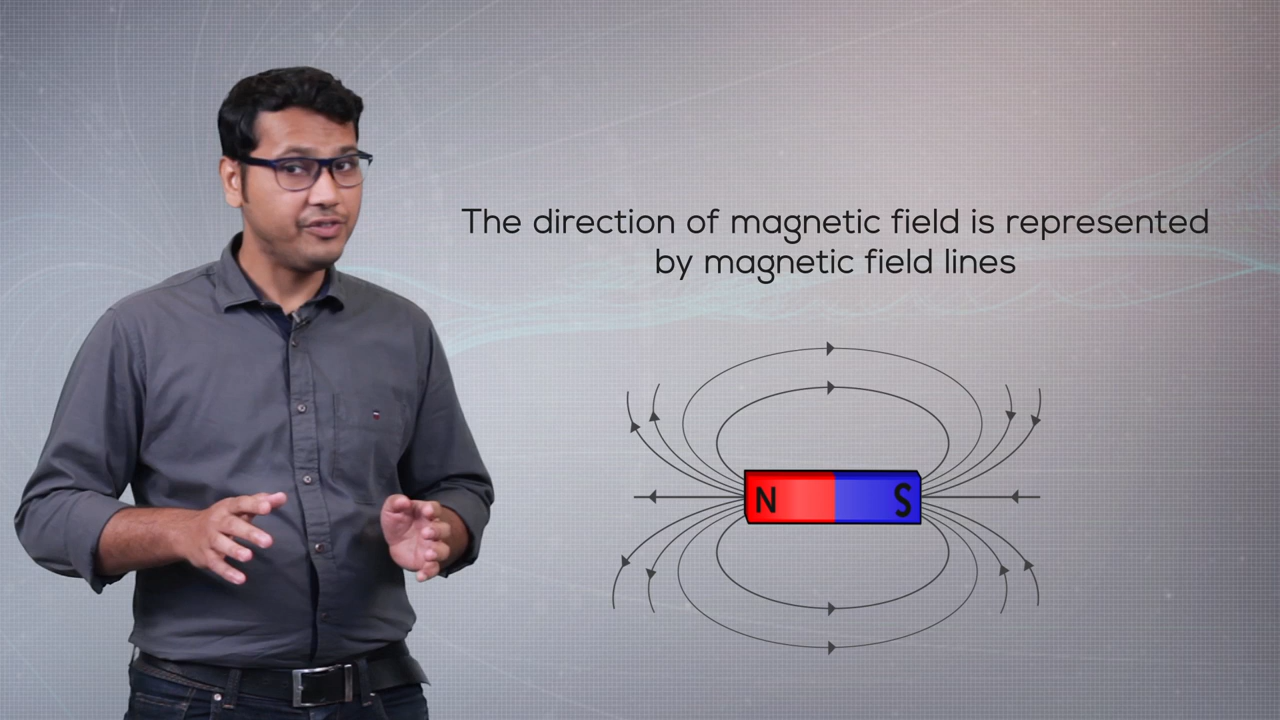 The direction of magnetic field is represented
by magnetic field lines
N S